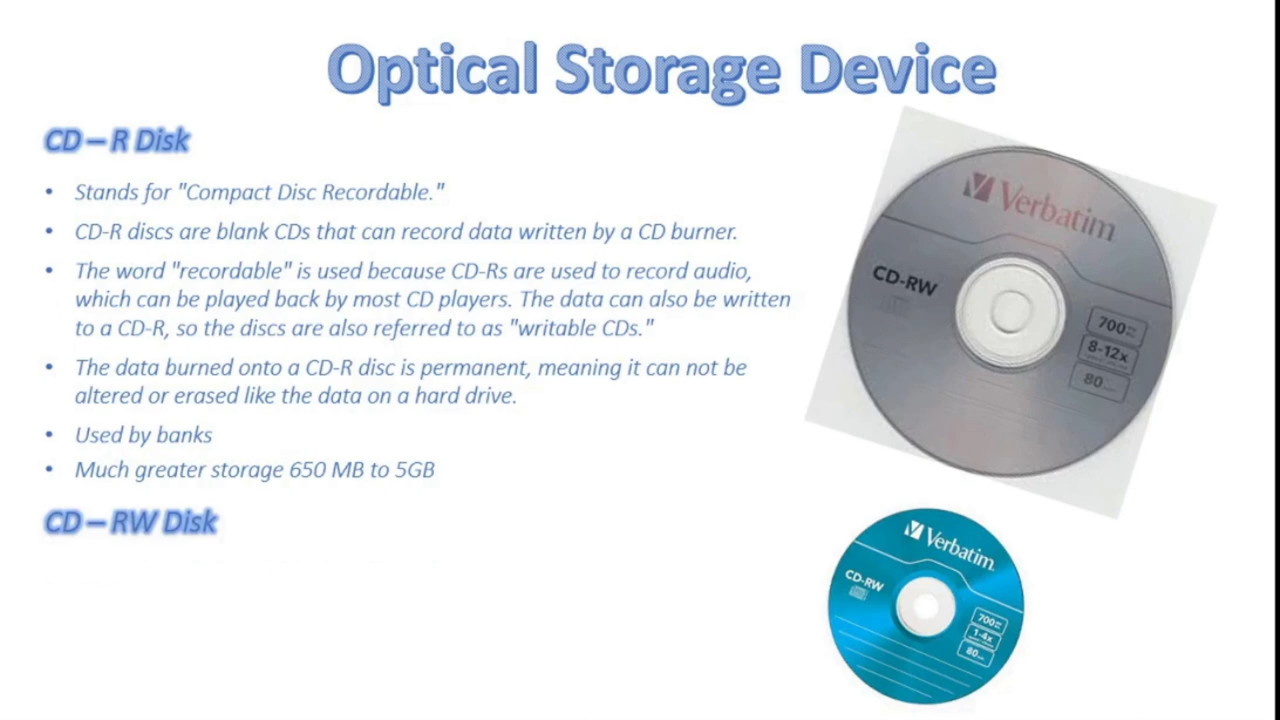 Optical Storage Device
CD – R Disk
• Stands for "Compact Disc Recordable."
• CD-R discs are blank CDs that can record data written by a CD burner.
• The word "recordable" is used because CD-Rs are used to record audio,
which can be played back by most CD players. The data can also be written
to a CD-R, so the discs are also referred to as "writable CDs."
• The data burned onto a CD-R disc is permanent, meaning it can not be
altered or erased like the data on a hard drive.
• Used by banks
• Much greater storage 650 MB to 5GB
CD – RW Disk
Verbatim
CD-RW
700
8-12x
80
Verbatim
CD-RW
700
1-4x
80